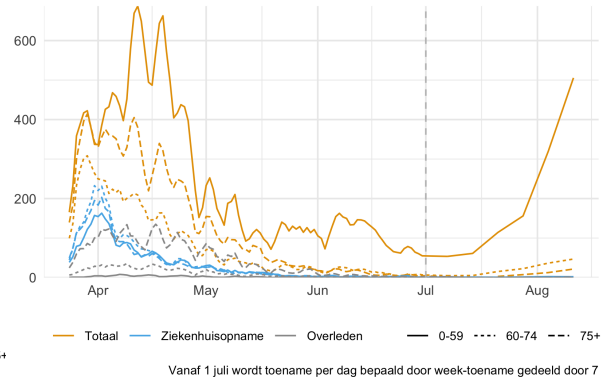 600
400
200
0
Apr May Jun Jul Aug
Totaal Ziekenhuisopname Overleden 0-59 60-74 75+
5+
Vanaf 1 juli wordt toename per dag bepaald door week-toename gedeeld door 7